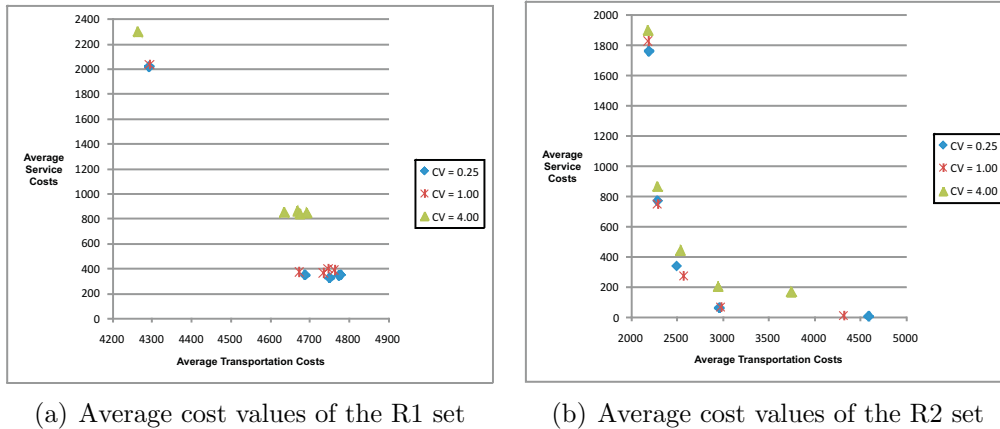 2400
2200
2000
1800
1600
1400
1200
1000
800
600
400
200
0
Average
Service
Costs
4200 4300 4400 4500 4600 4700 4800 4900
Average Transportation Costs
CV = 0.25
CV = 1.00
CV = 4.00
(a) Average cost values of the R1 set
2000
1800
1600
1400
1200
1000
800
600
400
200
0
Average
Service
Costs
2000 2500 3000 3500 4000 4500 5000
Average Transportation Costs
CV = 0.25
CV = 1.00
CV = 4.00
(b) Average cost values of the R2 set